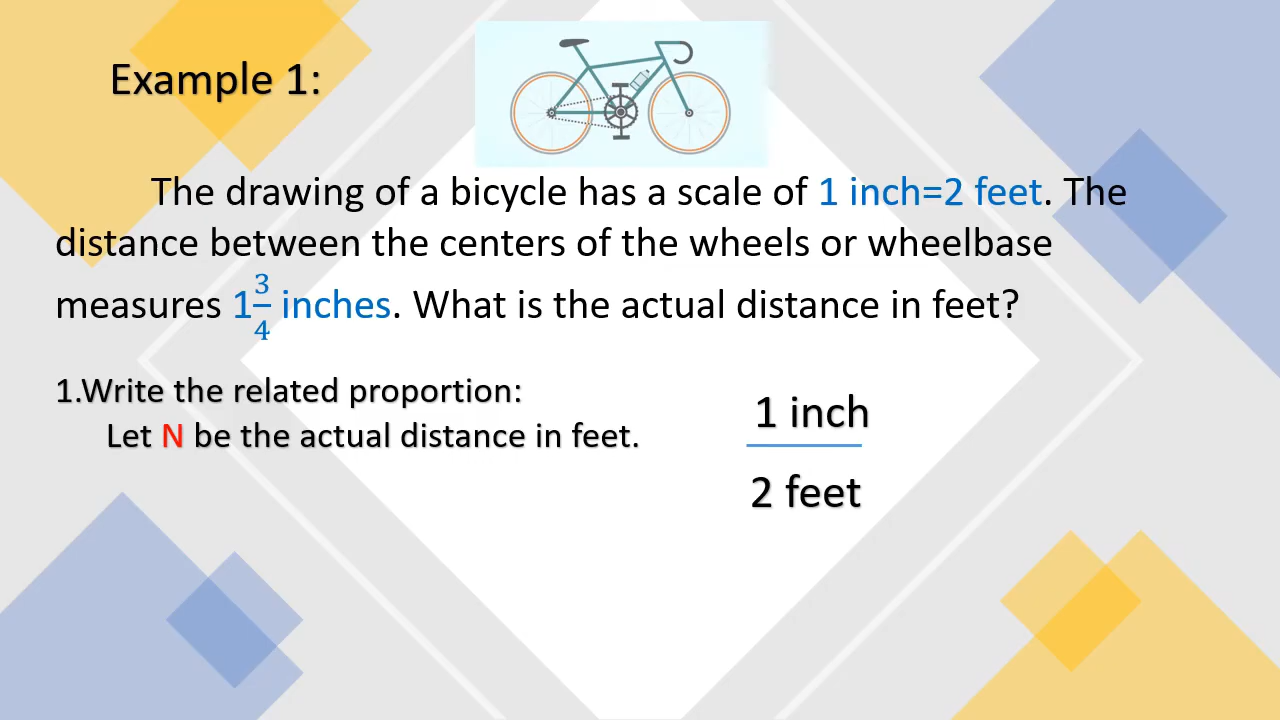 Example 1:
The drawing of a bicycle has a scale of 1 inch=2 feet. The
distance between the centers of the wheels or wheelbase
measures 1 3/4 inches. What is the actual distance in feet?
1.Write the related proportion:
Let N be the actual distance in feet.
1 inch
2 feet